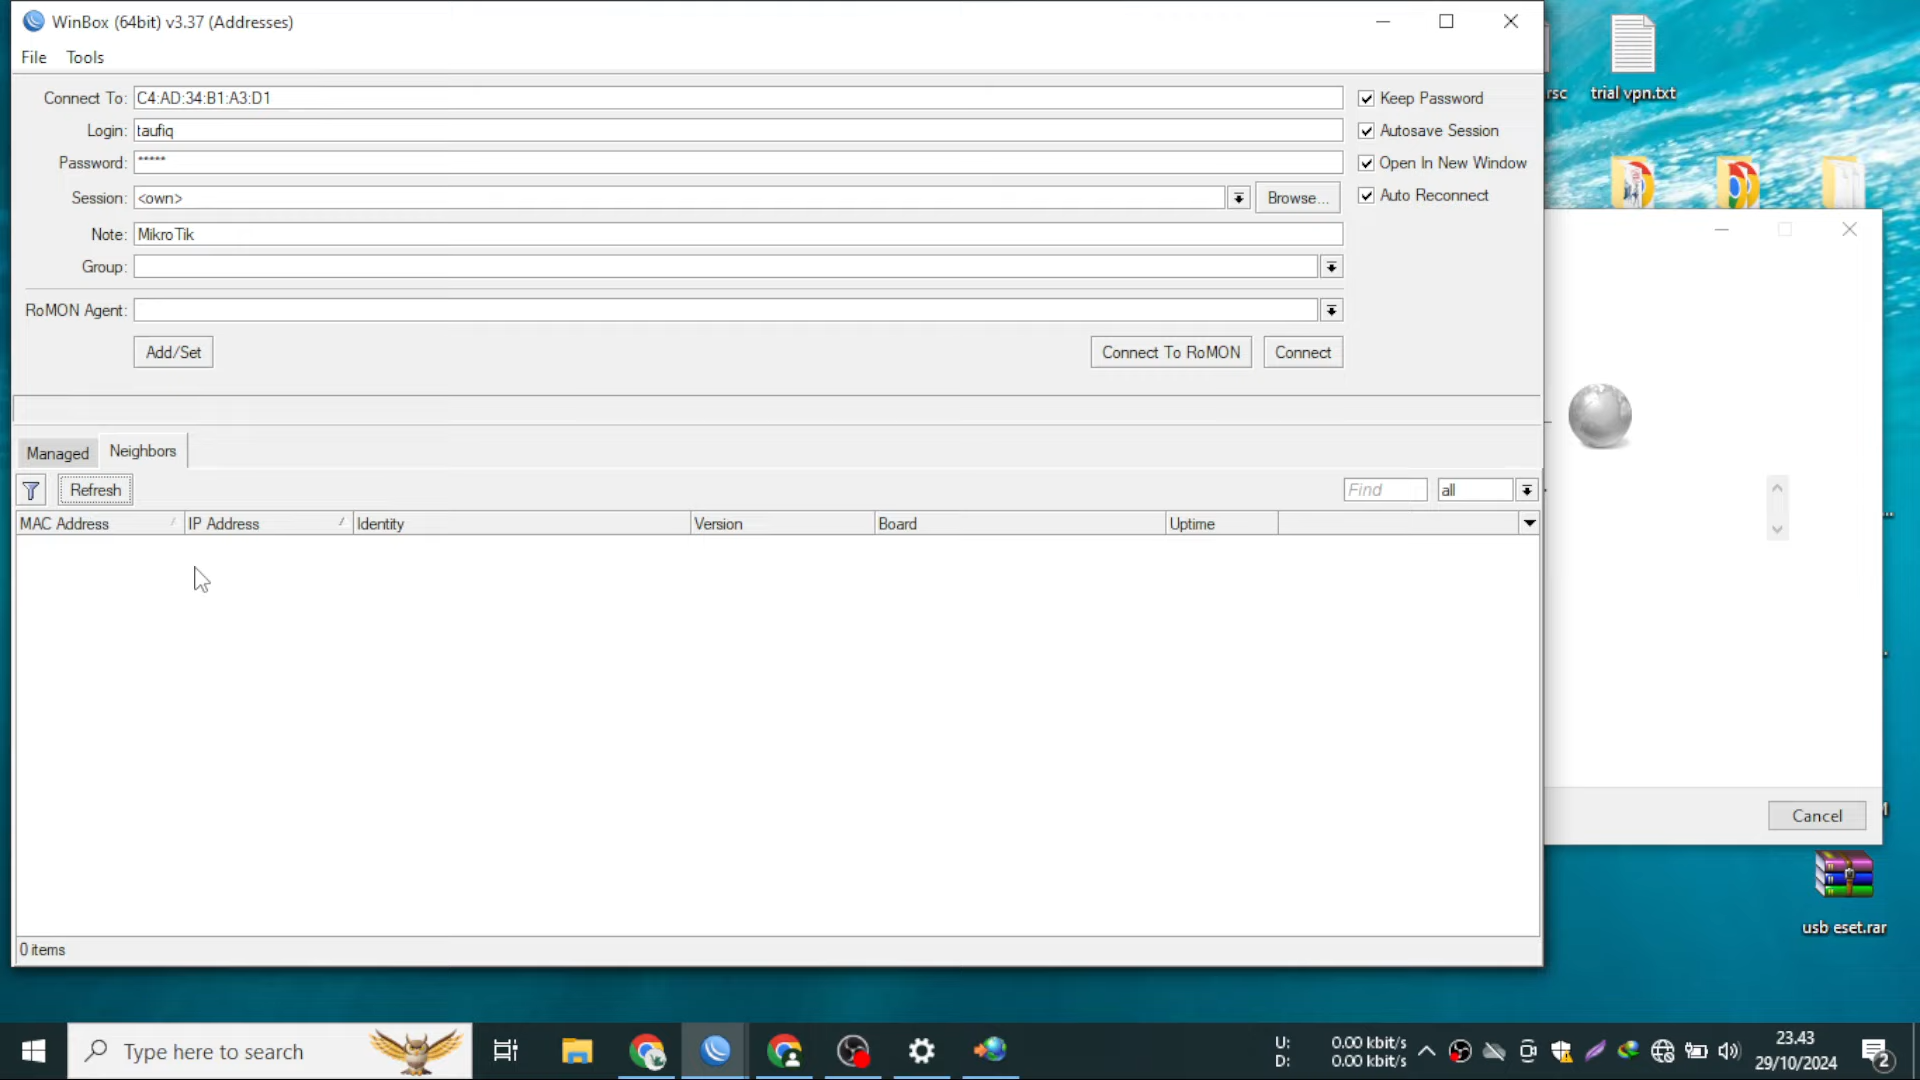 WinBox (64bit) v3.37 (Addresses)
File Tools
Connect To: C4:AD:34:B1:A3:D1
Keep Password
Login: taufiq
Autosave Session
Password: *****
Open In New Window
Session: <own>
Browse...
Auto Reconnect
Note: MikroTik
Group:
RoMON Agent:
Add/Set
Connect To RoMON
Connect
Managed
Neighbors
Refresh
Find
all
MAC Address
IP Address
Identity
Version
Board
Uptime
0 items
rsc
trial vpn.txt
Cancel
usb eset.rar
Type here to search
U: 0.00 kbit/s
D: 0.00 kbit/s
23.43
29/10/2024
2